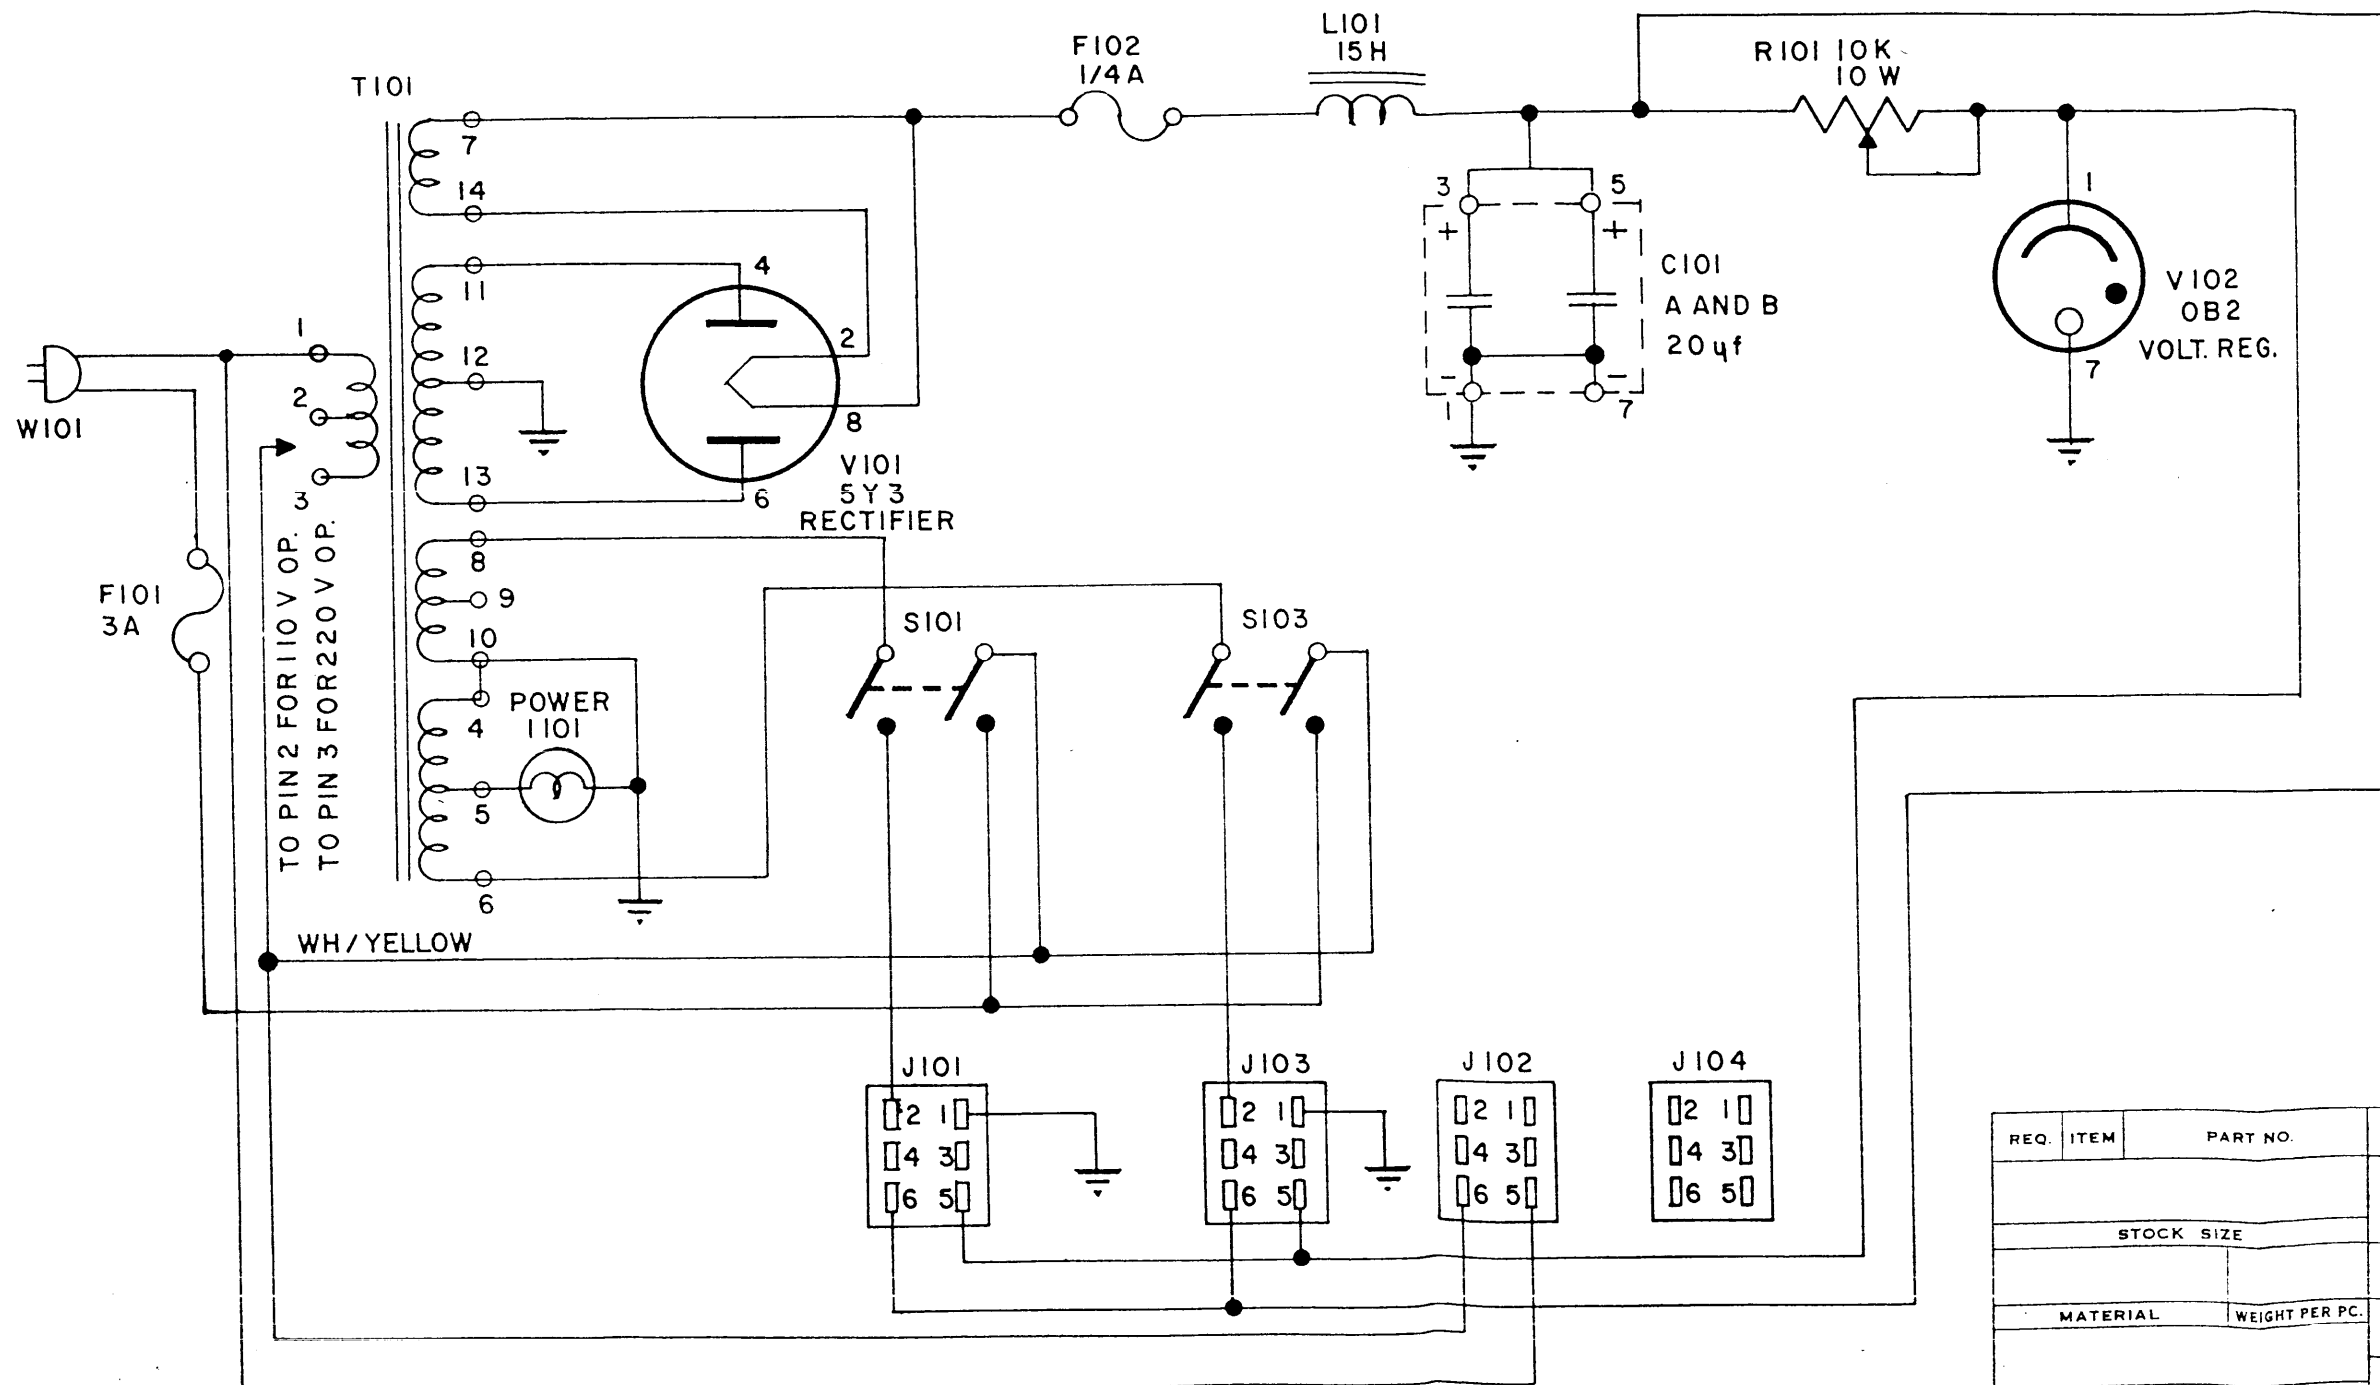 T101
7
14
11
12
13
8
9
10
4
5
6
1
2
3
W101
F101
3A
TO PIN 2 FOR 110 V OP.
TO PIN 3 FOR 220 V OP.
WH/YELLOW
POWER
I101
4
2
8
6
V101
5Y3
RECTIFIER
F102
1/4A
L101
15H
R101 10K
10W
3
5
+
+
-
-
1
7
C101
A AND B
20uf
1
7
V102
OB2
VOLT. REG.
S101
S103
J101
2 1
4 3
6 5
J103
2 1
4 3
6 5
J102
2 1
4 3
6 5
J104
2 1
4 3
6 5
REQ. ITEM PART NO.
STOCK SIZE
MATERIAL WEIGHT PER PC.